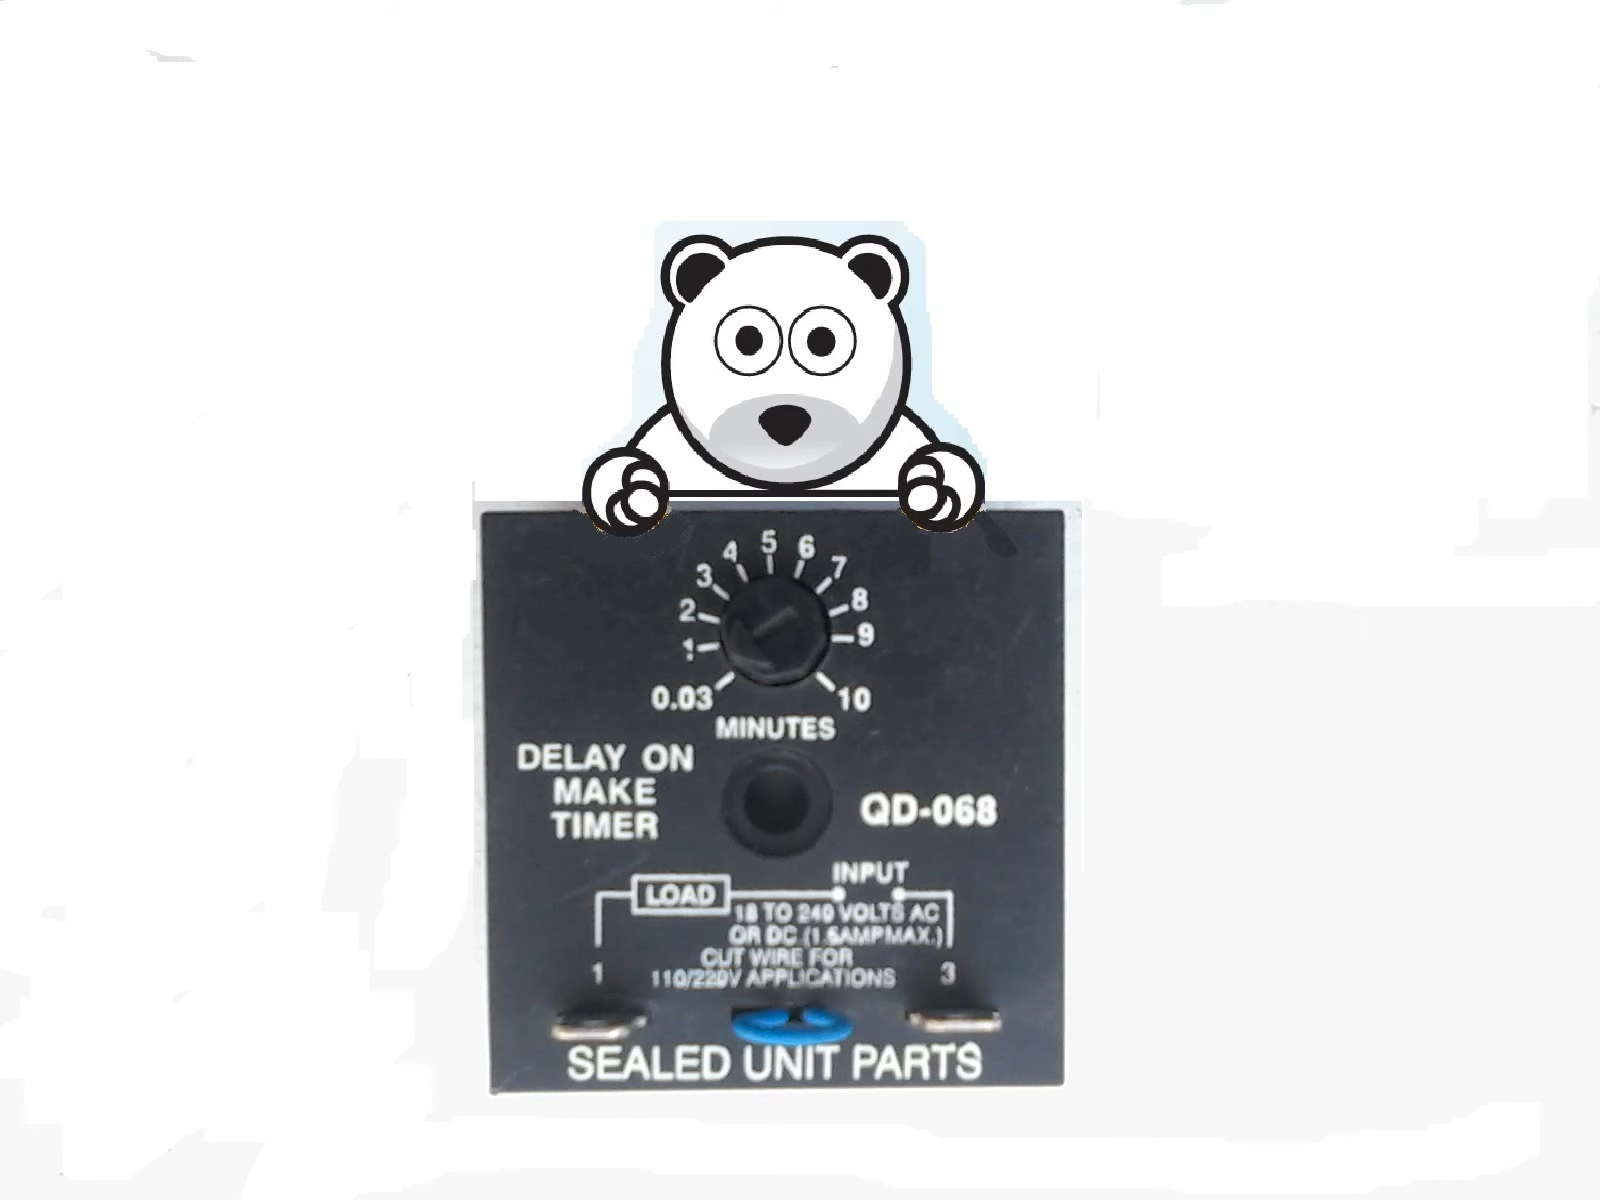 5
4 6
3 7
2 8
1 9
0.03 10
MINUTES
DELAY ON
MAKE
TIMER
QD-068
INPUT
LOAD
18 TO 240 VOLTS AC
OR DC (1.5AMPMAX.)
CUT WIRE FOR
110/220V APPLICATIONS
1 3
SEALED UNIT PARTS